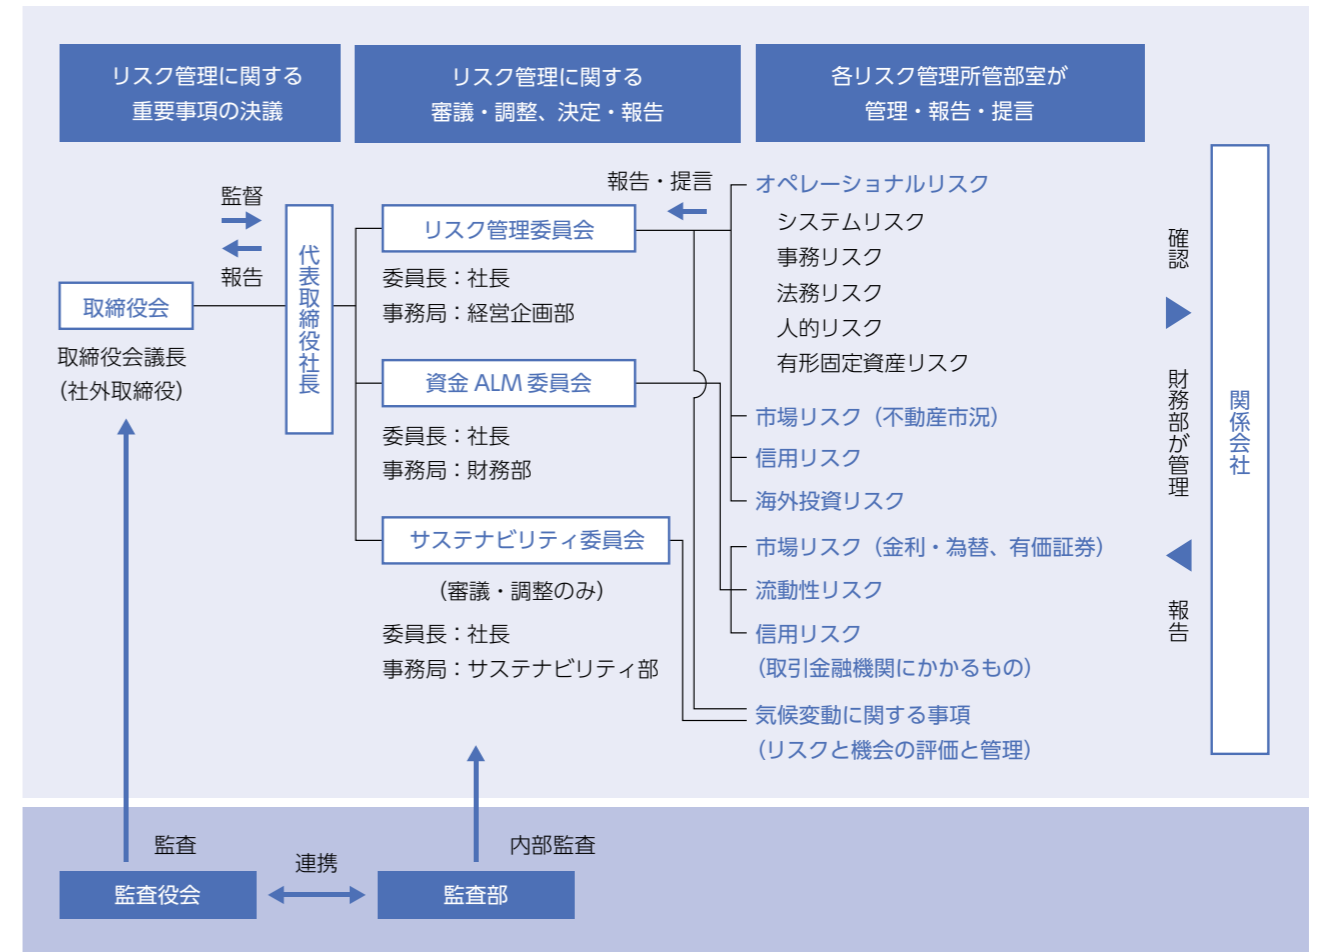 リスク管理に関する
重要事項の決議
リスク管理に関する
審議・調整、決定・報告
各リスク管理所管部室が
管理・報告・提言
監督
報告
取締役会
取締役会議長
（社外取締役）
代表取締役社長
報告・提言
リスク管理委員会
委員長：社長
事務局：経営企画部
資金 ALM 委員会
委員長：社長
事務局：財務部
サステナビリティ委員会
（審議・調整のみ）
委員長：社長
事務局：サステナビリティ部
オペレーショナルリスク
システムリスク
事務リスク
法務リスク
人的リスク
有形固定資産リスク
市場リスク（不動産市況）
信用リスク
海外投資リスク
市場リスク（金利・為替、有価証券）
流動性リスク
信用リスク
（取引金融機関にかかるもの）
気候変動に関する事項
（リスクと機会の評価と管理）
確認
財務部が管理
報告
関係会社
監査
連携
内部監査
監査役会
監査部